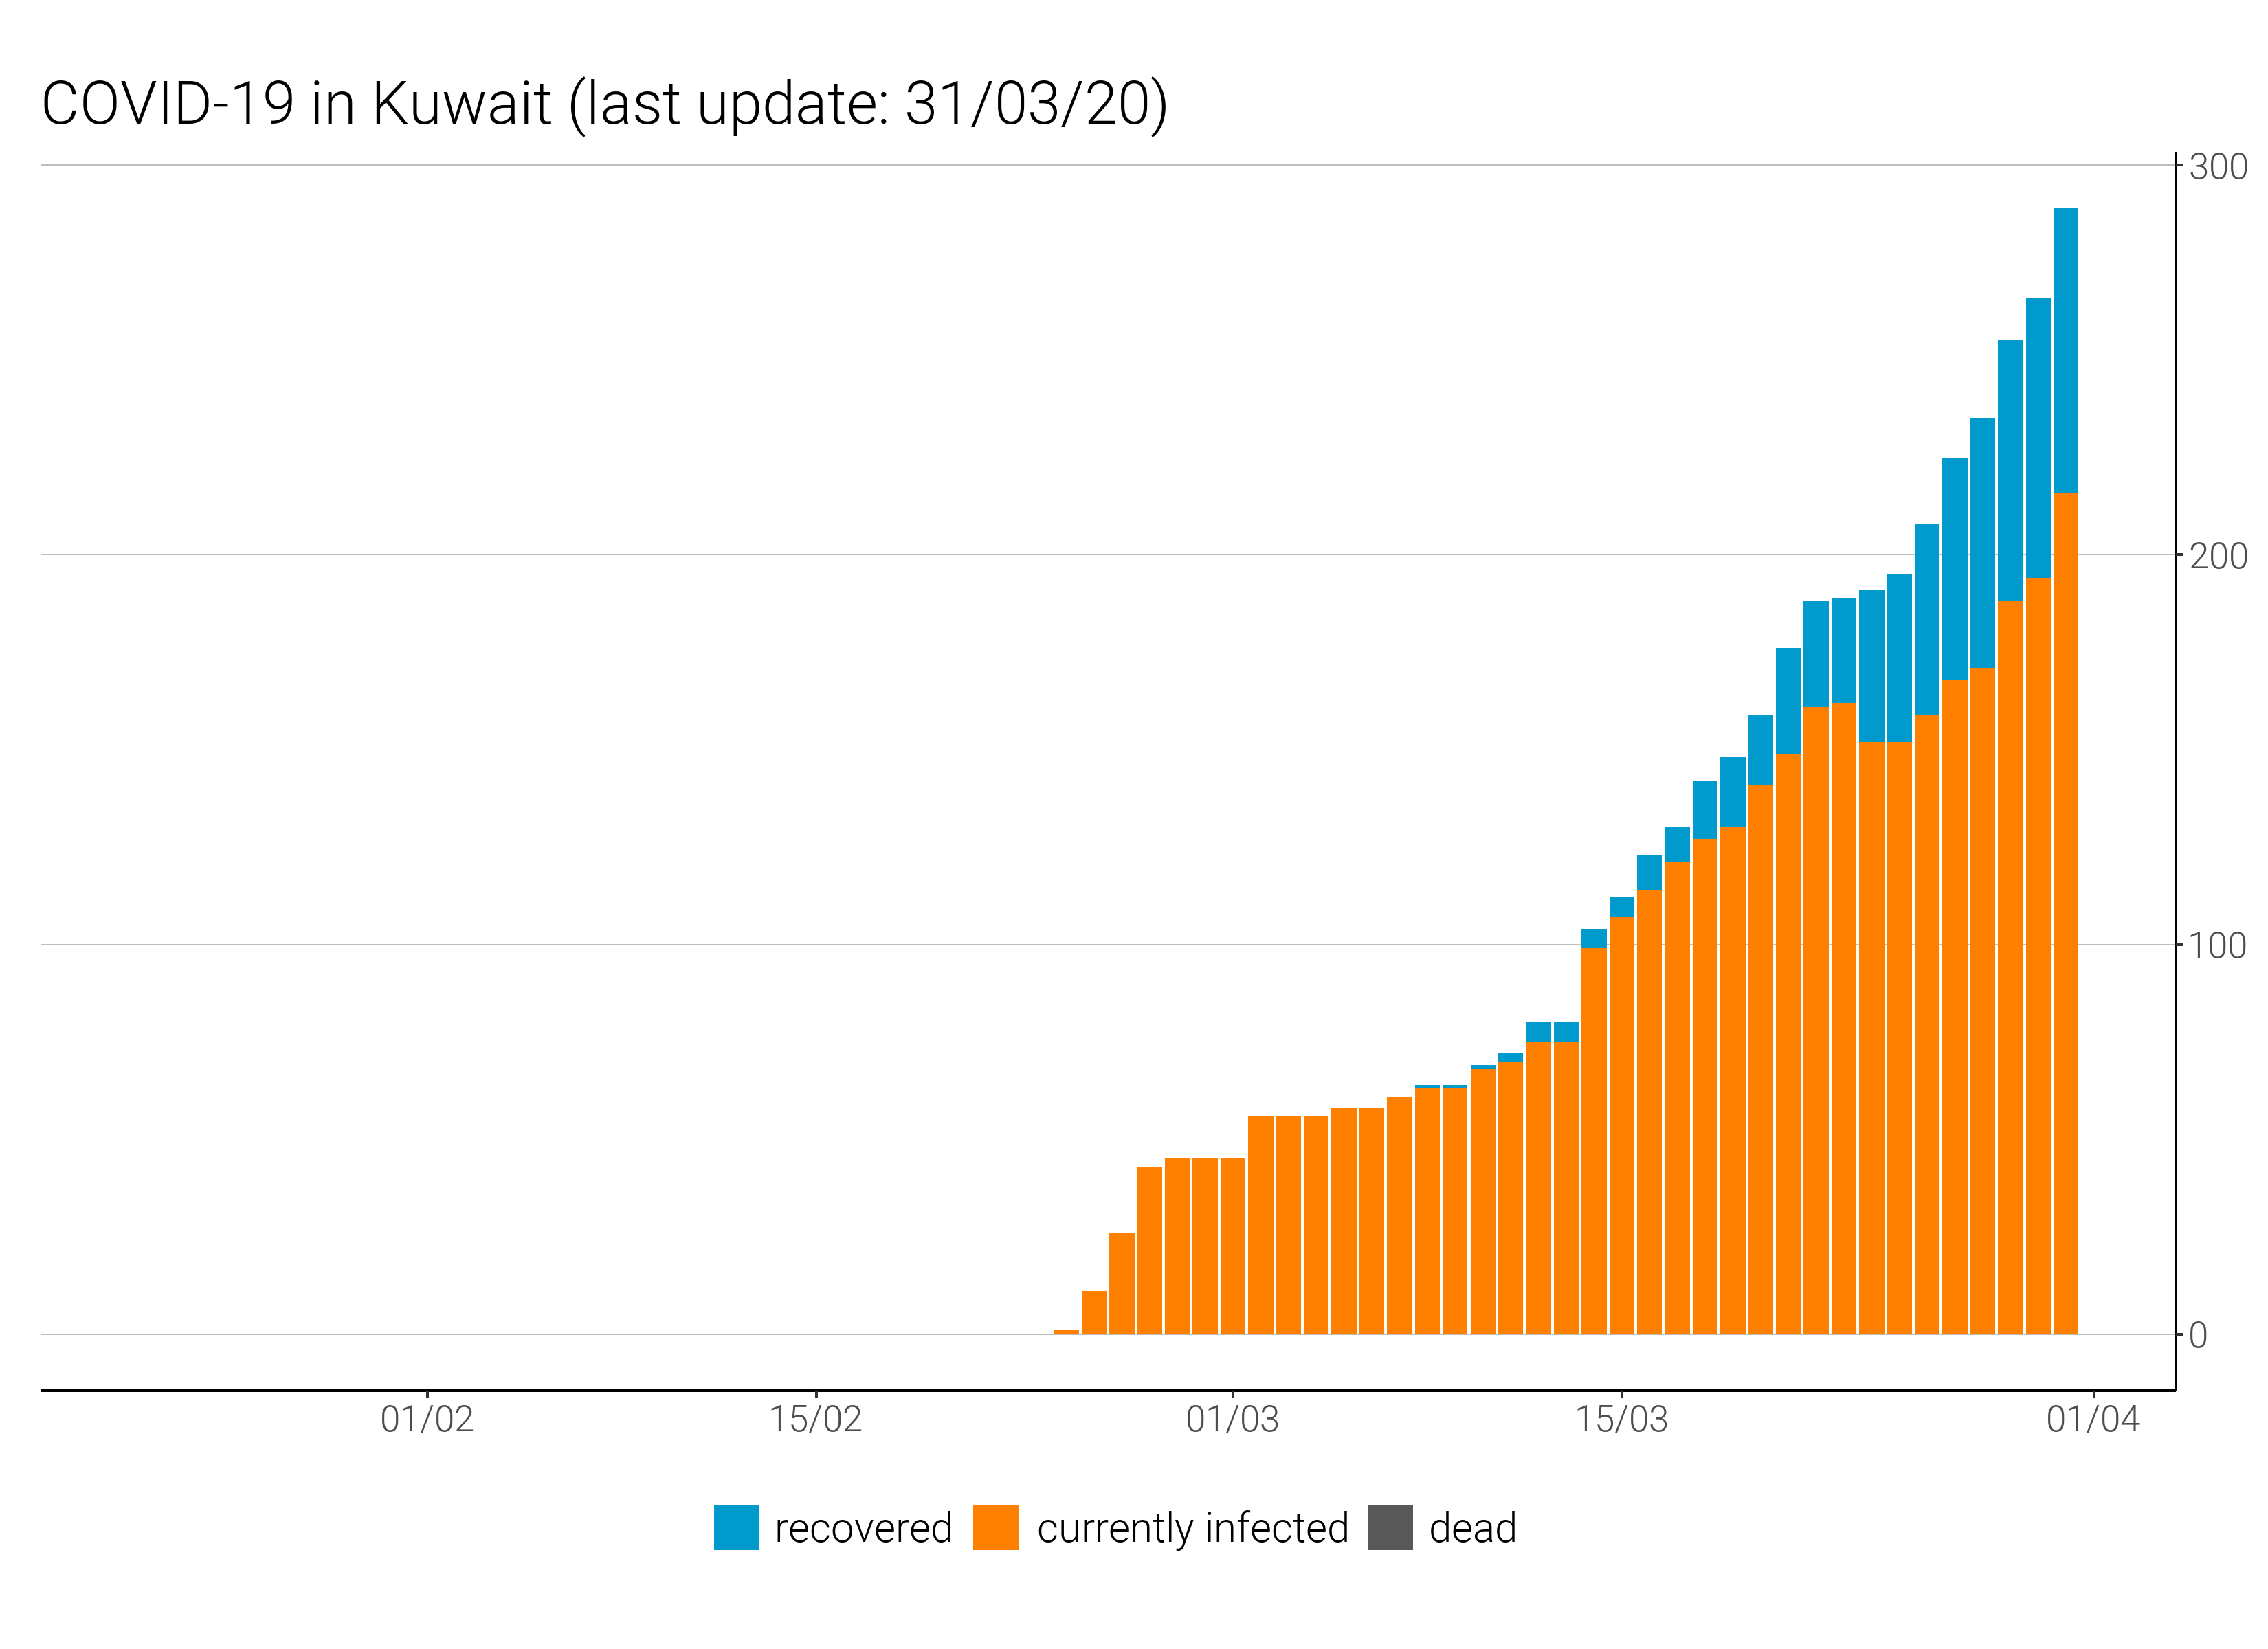 COVID-19 in Kuwait (last update: 31/03/20)
300
200
100
0
01/02 15/02 01/03 15/03 01/04
recovered currently infected dead